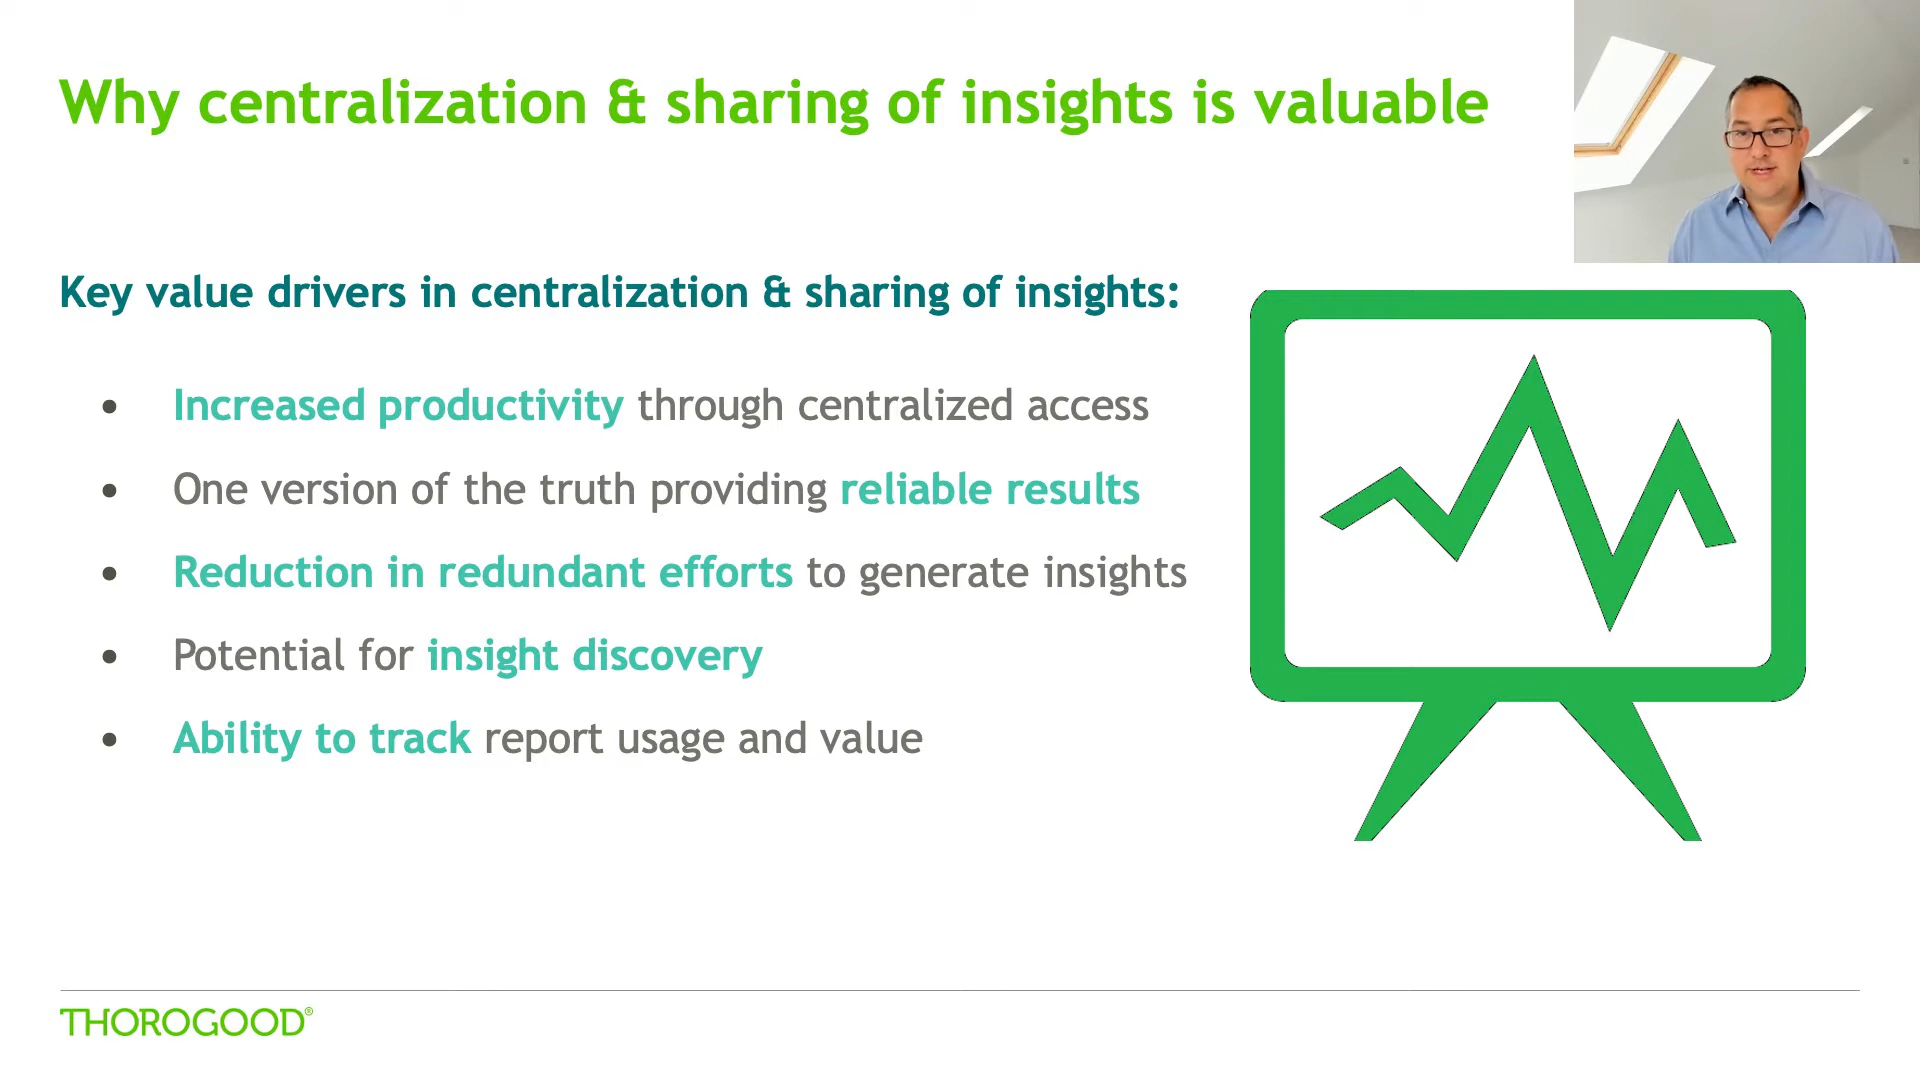 Why centralization & sharing of insights is valuable
Key value drivers in centralization & sharing of insights:
• Increased productivity through centralized access
• One version of the truth providing reliable results
• Reduction in redundant efforts to generate insights
• Potential for insight discovery
• Ability to track report usage and value
THOROGOOD®